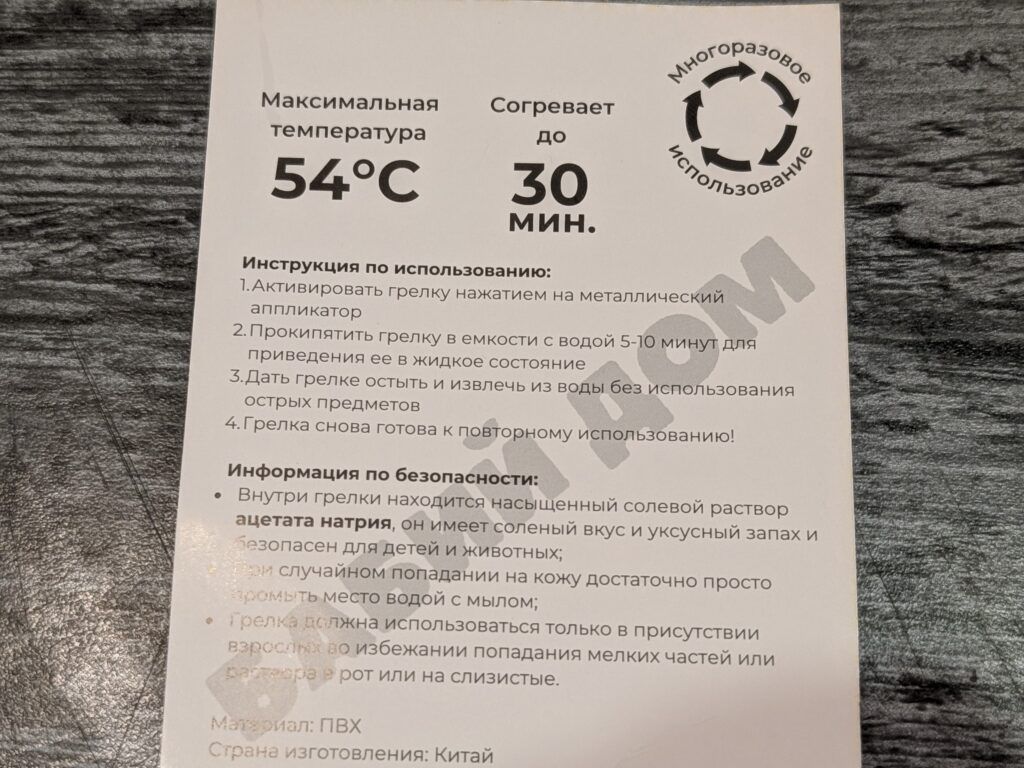 Многоразовое
использование
Максимальная
температура
54°C
Согревает
до
30
мин.
Инструкция по использованию:
1. Активировать грелку нажатием на металлический
аппликатор
2. Прокипятить грелку в емкости с водой 5-10 минут для
приведения ее в жидкое состояние
3. Дать грелке остыть и извлечь из воды без использования
острых предметов
4. Грелка снова готова к повторному использованию!
Информация по безопасности:
• Внутри грелки находится насыщенный солевой раствор
ацетата натрия, он имеет соленый вкус и уксусный запах и
безопасен для детей и животных;
• При случайном попадании на кожу достаточно просто
промыть место водой с мылом;
• Грелка должна использоваться только в присутствии
взрослых во избежании попадания мелких частей или
раствора в рот или на слизистые.
Материал: ПВХ
Страна изготовления: Китай
БАБИЙ ДОМ